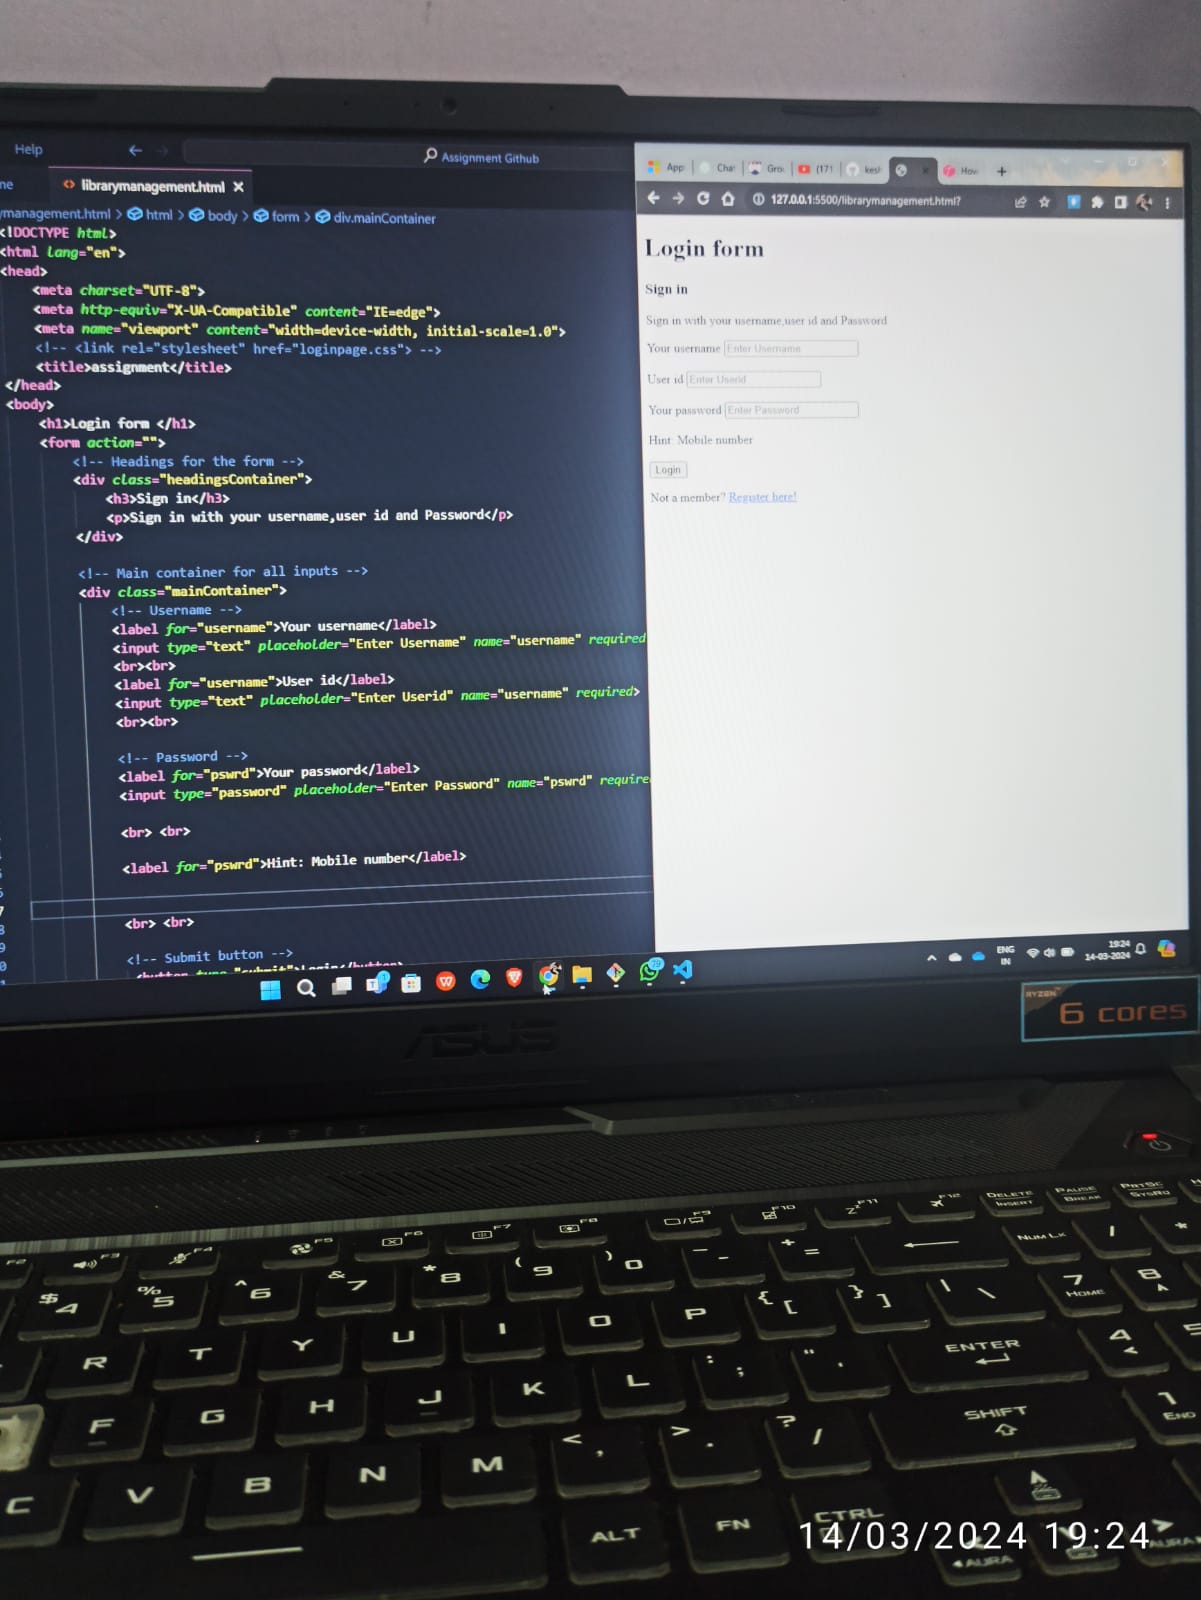 Help
Assignment Github
librarymanagement.html
ymanagement.html > html > body > form > div.mainContainer
<!DOCTYPE html>
<html lang="en">
<head>
<meta charset="UTF-8">
<meta http-equiv="X-UA-Compatible" content="IE=edge">
<meta name="viewport" content="width=device-width, initial-scale=1.0">
<!-- <link rel="stylesheet" href="loginpage.css"> -->
<title>assignment</title>
</head>
<body>
<h1>Login form </h1>
<form action="">
<!-- Headings for the form -->
<div class="headingsContainer">
<h3>Sign in</h3>
<p>Sign in with your username,user id and Password</p>
</div>
<!-- Main container for all inputs -->
<div class="mainContainer">
<!-- Username -->
<label for="username">Your username</label>
<input type="text" placeholder="Enter Username" name="username" required
<br><br>
<label for="username">User id</label>
<input type="text" placeholder="Enter Userid" name="username" required>
<br><br>
<!-- Password -->
<label for="pswrd">Your password</label>
<input type="password" placeholder="Enter Password" name="pswrd" require
<br> <br>
<label for="pswrd">Hint: Mobile number</label>
<br> <br>
<!-- Submit button -->
<button type="submit">Login</button>
App Cha Gro (171 kesh Hov
127.0.0.1:5500/librarymanagement.html?
Login form
Sign in
Sign in with your username,user id and Password
Your username Enter Username
User id Enter Userid
Your password Enter Password
Hint: Mobile number
Login
Not a member? Register here!
ENG
IN
19:24
14-03-2024
79
ASUS
RYZEN
6 cores
F2 F3 F4 F5 F6 F7 F8 F9 F10 F11 F12 DELETE INSERT PAUSE BREAK PRTSC SYSRQ
$ 4 % 5 ^ 6 & 7 * 8 ( 9 ) 0 _ - + = NUM LK / *
R T Y U I O P { [ } ] | \ 7 HOME 8
F G H J K L : ; " ' ENTER 4 5
C V B N M < , > . ? / SHIFT 1 END
ALT FN CTRL AURA AURA
14/03/2024 19:24